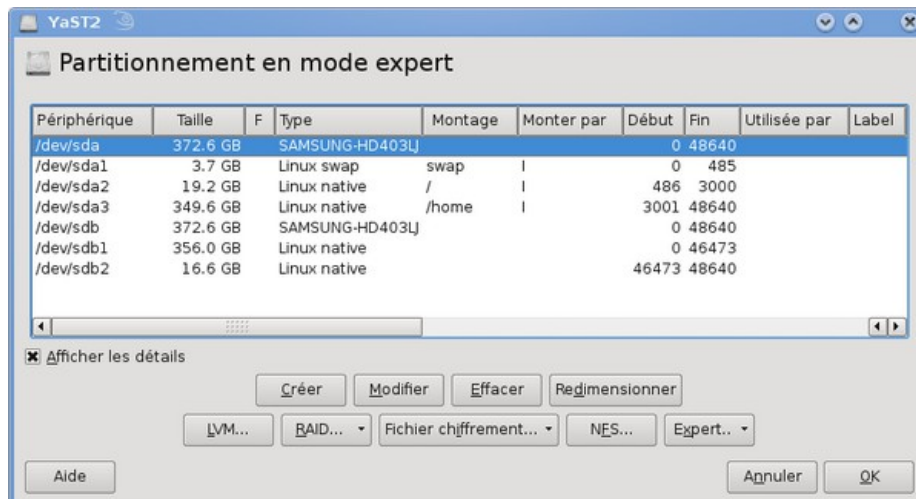 YaST2
Partitionnement en mode expert
Périphérique Taille F Type Montage Monter par Début Fin Utilisée par Label
/dev/sda 372.6 GB SAMSUNG-HD403LJ 0 48640
/dev/sda1 3.7 GB Linux swap swap I 0 485
/dev/sda2 19.2 GB Linux native / I 486 3000
/dev/sda3 349.6 GB Linux native /home I 3001 48640
/dev/sdb 372.6 GB SAMSUNG-HD403LJ 0 48640
/dev/sdb1 356.0 GB Linux native 0 46473
/dev/sdb2 16.6 GB Linux native 46473 48640
Afficher les détails
Créer Modifier Effacer Redimensionner
LVM... RAID... Fichier chiffrement... NFS... Expert..
Aide Annuler OK